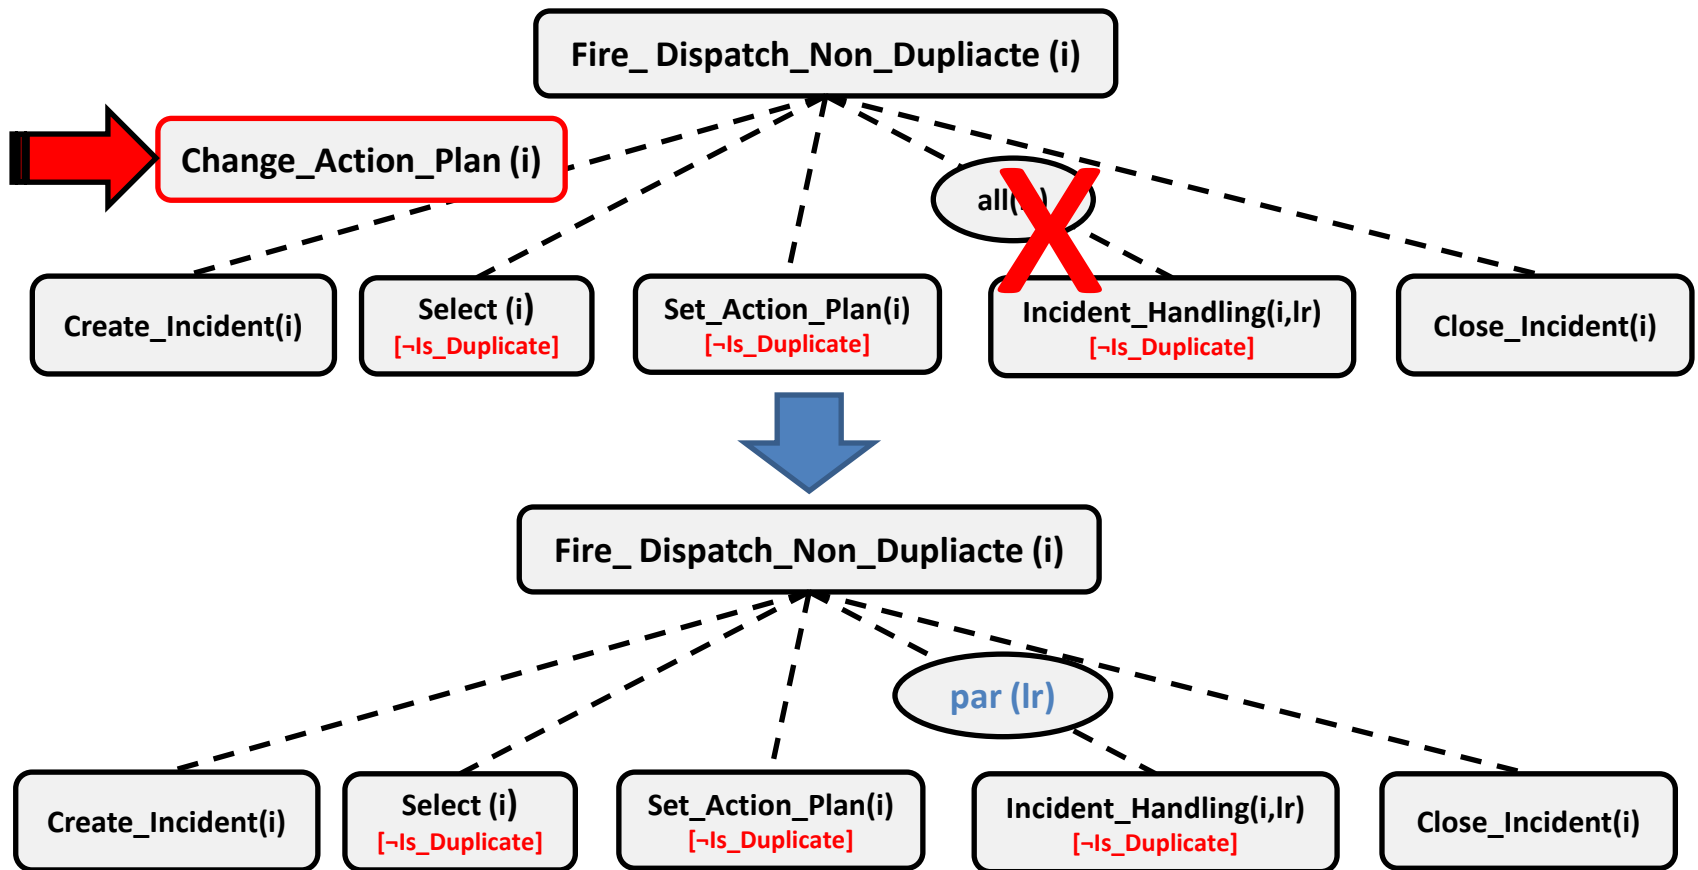 Fire_ Dispatch_Non_Dupliacte (i)
Change_Action_Plan (i)
all(
Create_Incident(i)
Select (i)
[¬Is_Duplicate]
Set_Action_Plan(i)
[¬Is_Duplicate]
Incident_Handling(i,lr)
[¬Is_Duplicate]
Close_Incident(i)
Fire_ Dispatch_Non_Dupliacte (i)
par (lr)
Create_Incident(i)
Select (i)
[¬Is_Duplicate]
Set_Action_Plan(i)
[¬Is_Duplicate]
Incident_Handling(i,lr)
[¬Is_Duplicate]
Close_Incident(i)